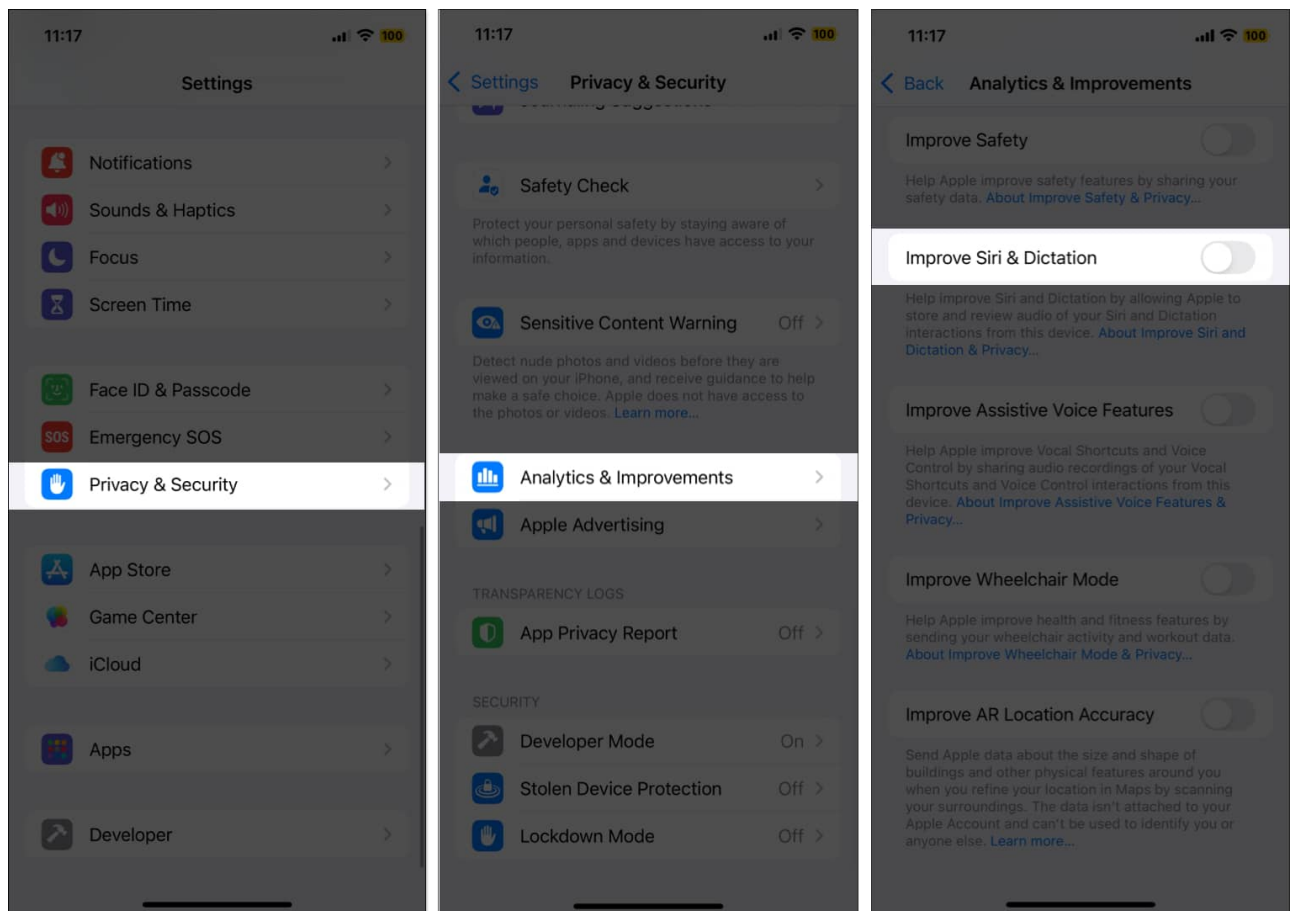 11:17
100
Settings
Notifications
Sounds & Haptics
Focus
Screen Time
Face ID & Passcode
SOS
Emergency SOS
Privacy & Security
App Store
Game Center
iCloud
Apps
Developer
11:17
100
Settings
Privacy & Security
Safety Check
Protect your personal safety by staying aware of
which people, apps and devices have access to your
information.
Sensitive Content Warning
Off
Detect nude photos and videos before they are
viewed on your iPhone, and receive guidance to help
make a safe choice. Apple does not have access to
the photos or videos. Learn more...
Analytics & Improvements
Apple Advertising
TRANSPARENCY LOGS
App Privacy Report
Off
SECURITY
Developer Mode
On
Stolen Device Protection
Off
Lockdown Mode
Off
11:17
100
Back
Analytics & Improvements
Improve Safety
Help Apple improve safety features by sharing your
safety data. About Improve Safety & Privacy...
Improve Siri & Dictation
Help improve Siri and Dictation by allowing Apple to
store and review audio of your Siri and Dictation
interactions from this device. About Improve Siri and
Dictation & Privacy...
Improve Assistive Voice Features
Help Apple improve Vocal Shortcuts and Voice
Control by sharing audio recordings of your Vocal
Shortcuts and Voice Control interactions from this
device. About Improve Assistive Voice Features &
Privacy...
Improve Wheelchair Mode
Help Apple improve health and fitness features by
sending your wheelchair activity and workout data.
About Improve Wheelchair Mode & Privacy...
Improve AR Location Accuracy
Send Apple data about the size and shape of
buildings and other physical features around you
when you refine your location in Maps by scanning
your surroundings. The data isn't attached to your
Apple Account and can't be used to identify you or
anyone else. Learn more...